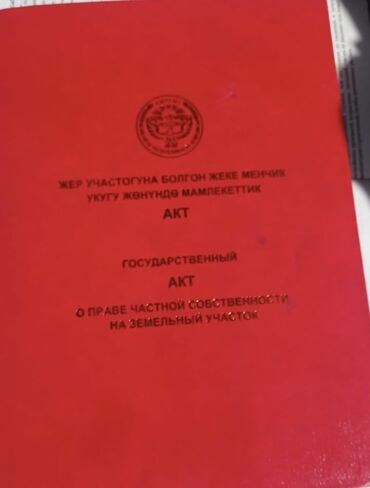 ЖЕР УЧАСТОГУНА БОЛГОН ЖЕКЕ МЕНЧИК
УКУГУ ЖӨНҮНДӨ МАМЛЕКЕТТИК
АКТ
ГОСУДАРСТВЕННЫЙ
АКТ
О ПРАВЕ ЧАСТНОЙ СОБСТВЕННОСТИ
НА ЗЕМЕЛЬНЫЙ УЧАСТОК